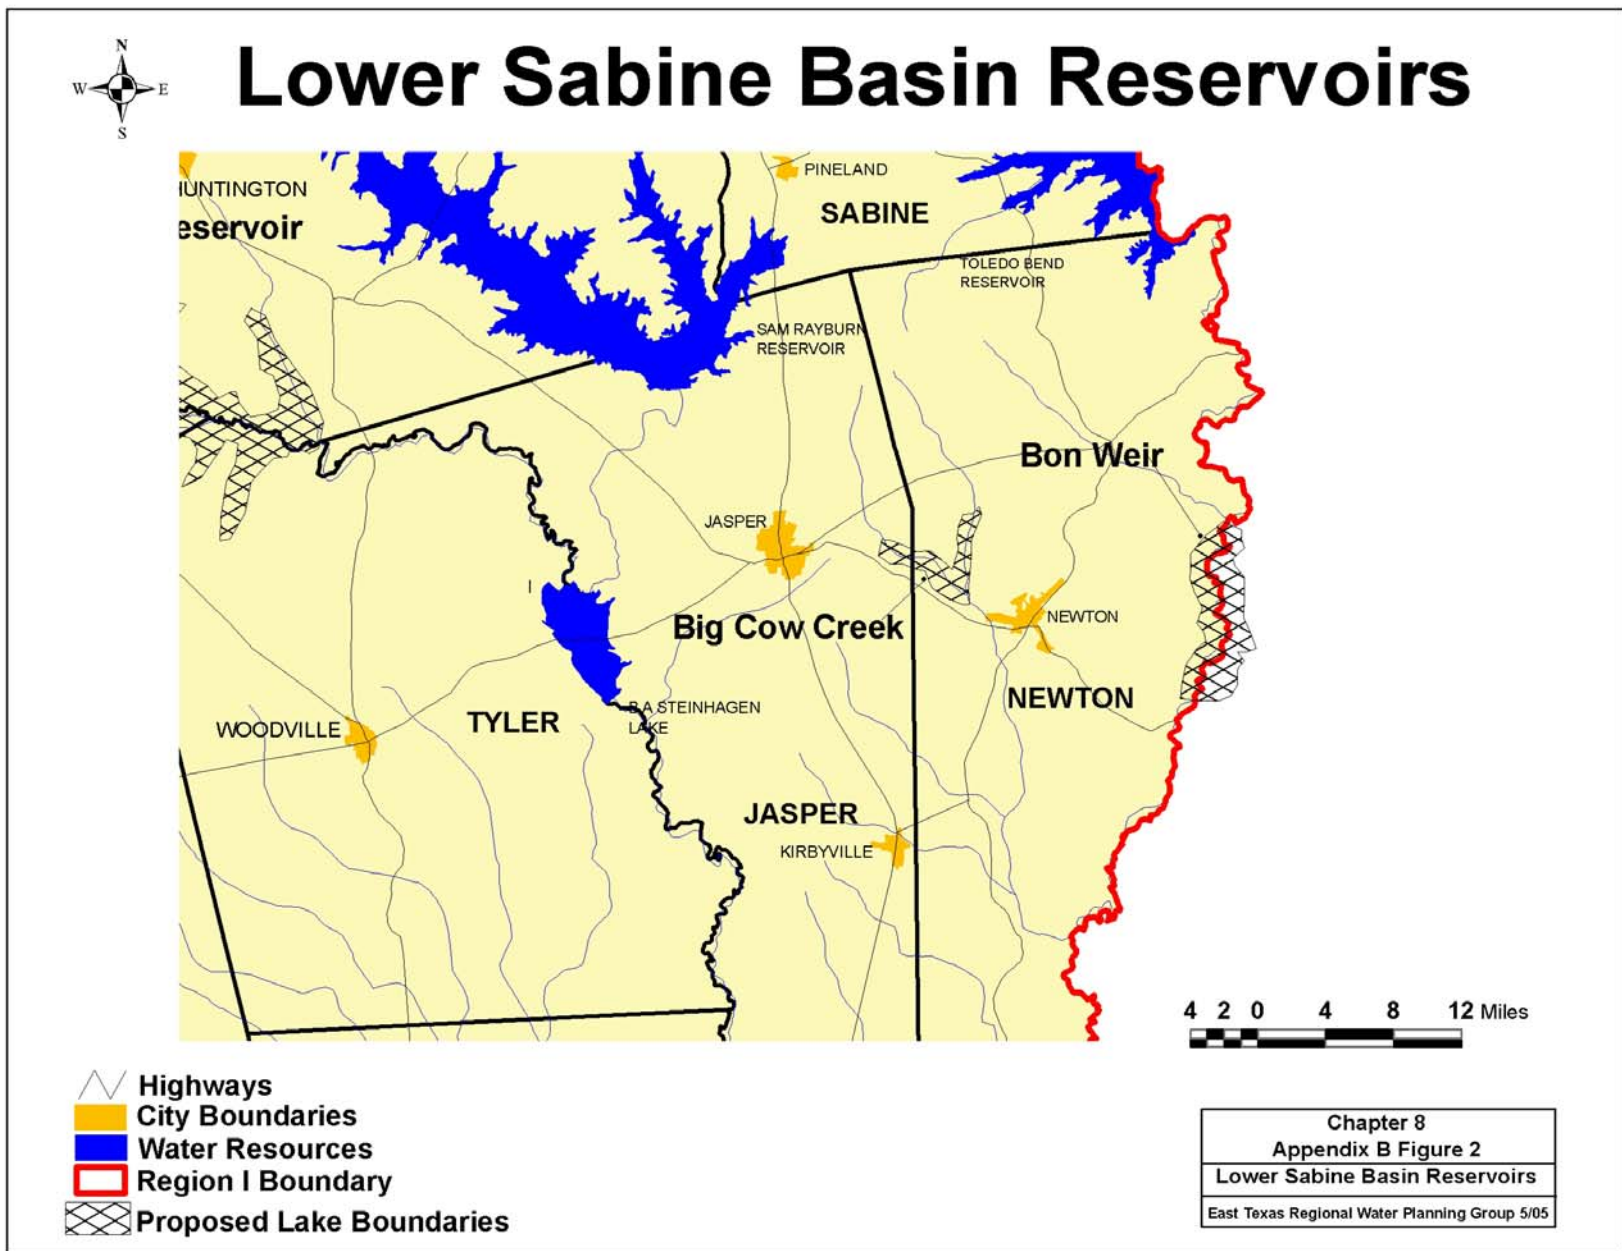 Lower Sabine Basin Reservoirs
N
W E
S
HUNTINGTON
eservoir
PINELAND
SABINE
TOLEDO BEND
RESERVOIR
SAM RAYBURN
RESERVOIR
Bon Weir
JASPER
Big Cow Creek
NEWTON
NEWTON
B A STEINHAGEN
LAKE
WOODVILLE
TYLER
JASPER
KIRBYVILLE
4 2 0 4 8 12 Miles
Highways
City Boundaries
Water Resources
Region I Boundary
Proposed Lake Boundaries
Chapter 8
Appendix B Figure 2
Lower Sabine Basin Reservoirs
East Texas Regional Water Planning Group 5/05